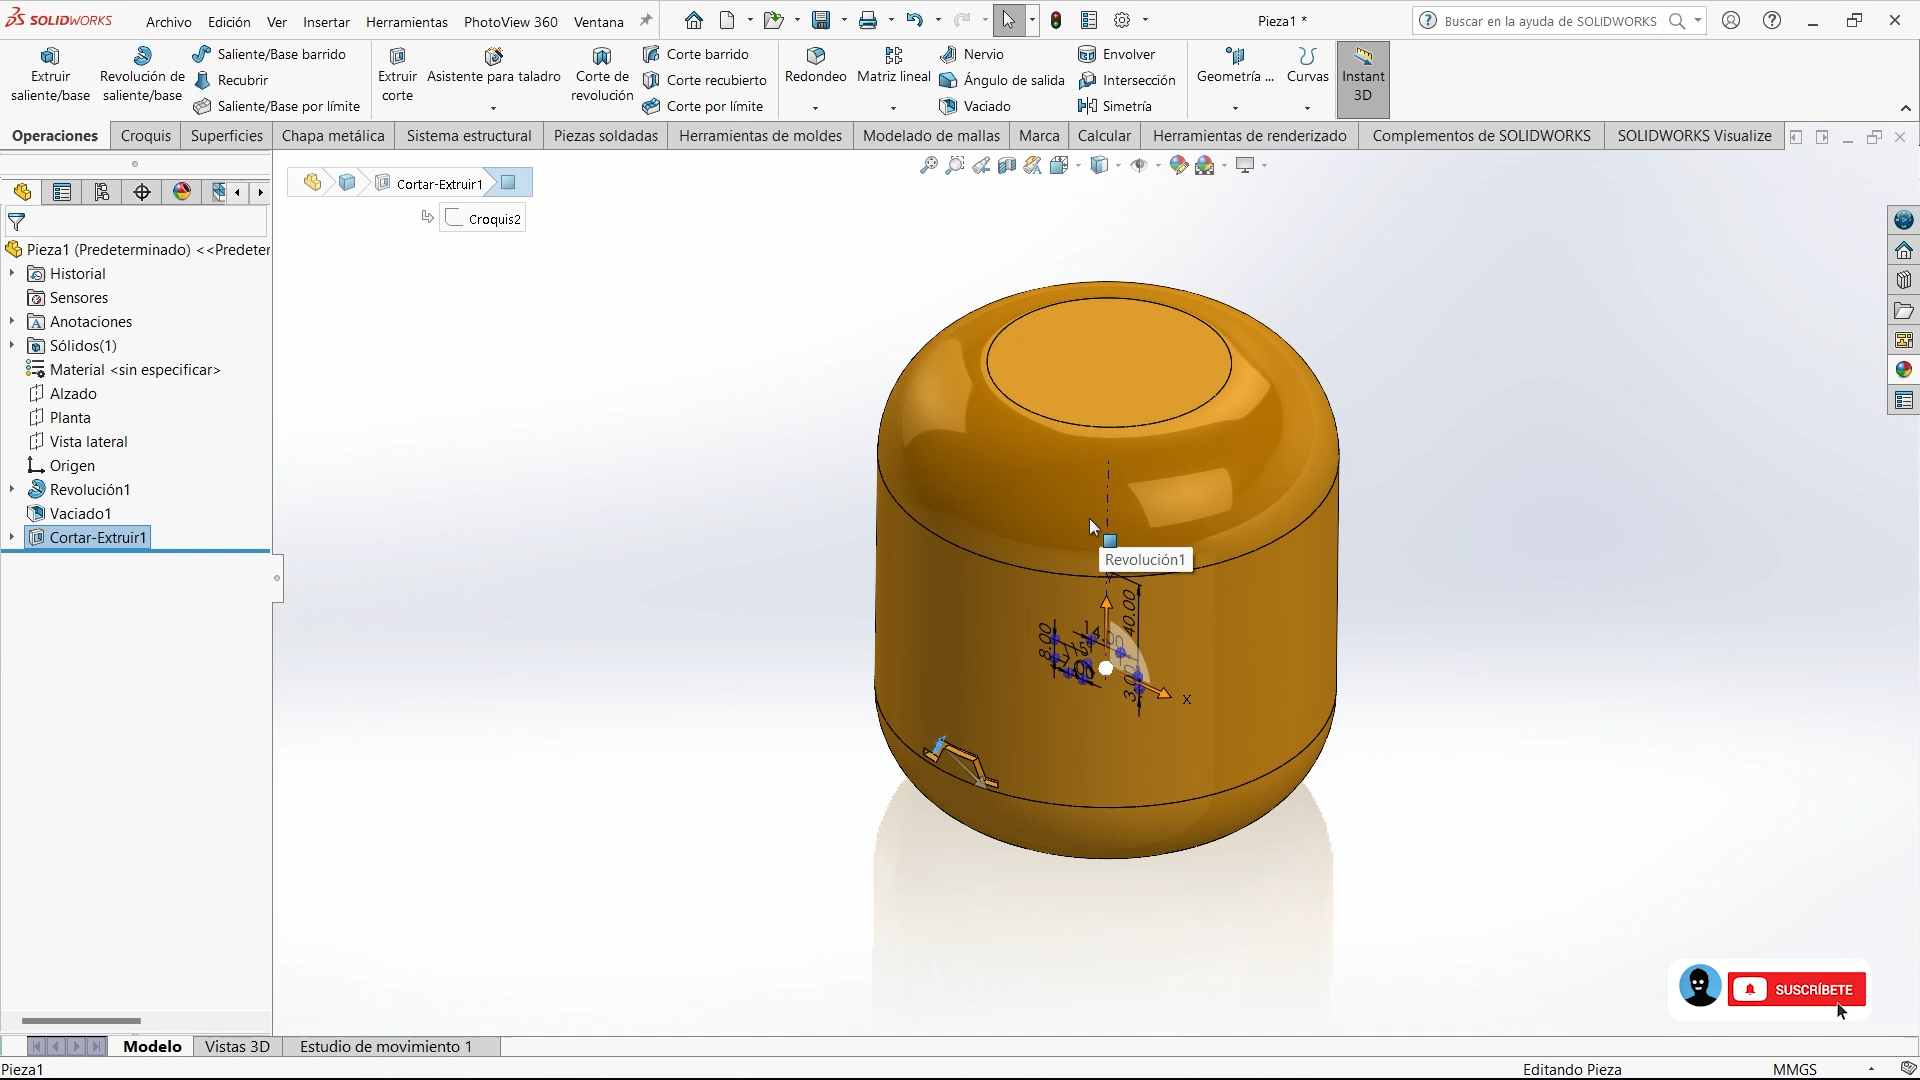 SOLIDWORKS Archivo Edición Ver Insertar Herramientas PhotoView 360 Ventana Pieza1 * Buscar en la ayuda de SOLIDWORKS
Extruir saliente/base
Revolución de saliente/base
Saliente/Base barrido
Recubrir
Saliente/Base por límite
Extruir corte
Asistente para taladro
Corte de revolución
Corte barrido
Corte recubierto
Corte por límite
Redondeo
Matriz lineal
Nervio
Ángulo de salida
Vaciado
Envolver
Intersección
Simetría
Geometría ...
Curvas
Instant 3D
Operaciones Croquis Superficies Chapa metálica Sistema estructural Piezas soldadas Herramientas de moldes Modelado de mallas Marca Calcular Herramientas de renderizado Complementos de SOLIDWORKS SOLIDWORKS Visualize
Cortar-Extruir1
Croquis2
Pieza1 (Predeterminado) <<Predeter
Historial
Sensores
Anotaciones
Sólidos(1)
Material <sin especificar>
Alzado
Planta
Vista lateral
Origen
Revolución1
Vaciado1
Cortar-Extruir1
Revolución1
Y
40.00
8.00
3.00
X
SUSCRÍBETE
Modelo Vistas 3D Estudio de movimiento 1
Pieza1 Editando Pieza MMGS